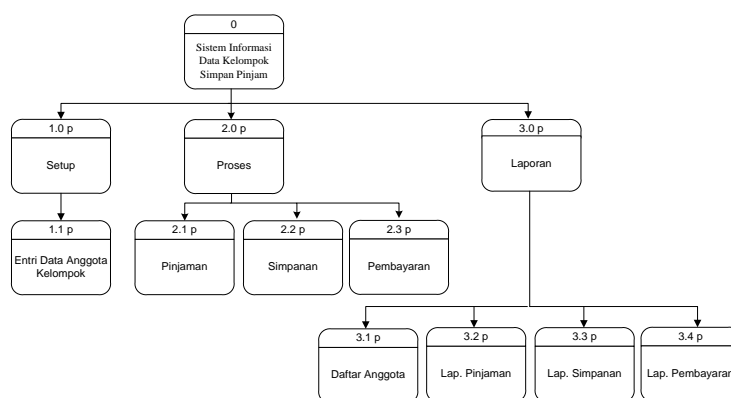 0
Sistem Informasi
Data Kelompok
Simpan Pinjam
1.0 p
Setup
2.0 p
Proses
3.0 p
Laporan
1.1 p
Entri Data Anggota
Kelompok
2.1 p
Pinjaman
2.2 p
Simpanan
2.3 p
Pembayaran
3.1 p
Daftar Anggota
3.2 p
Lap. Pinjaman
3.3 p
Lap. Simpanan
3.4 p
Lap. Pembayaran